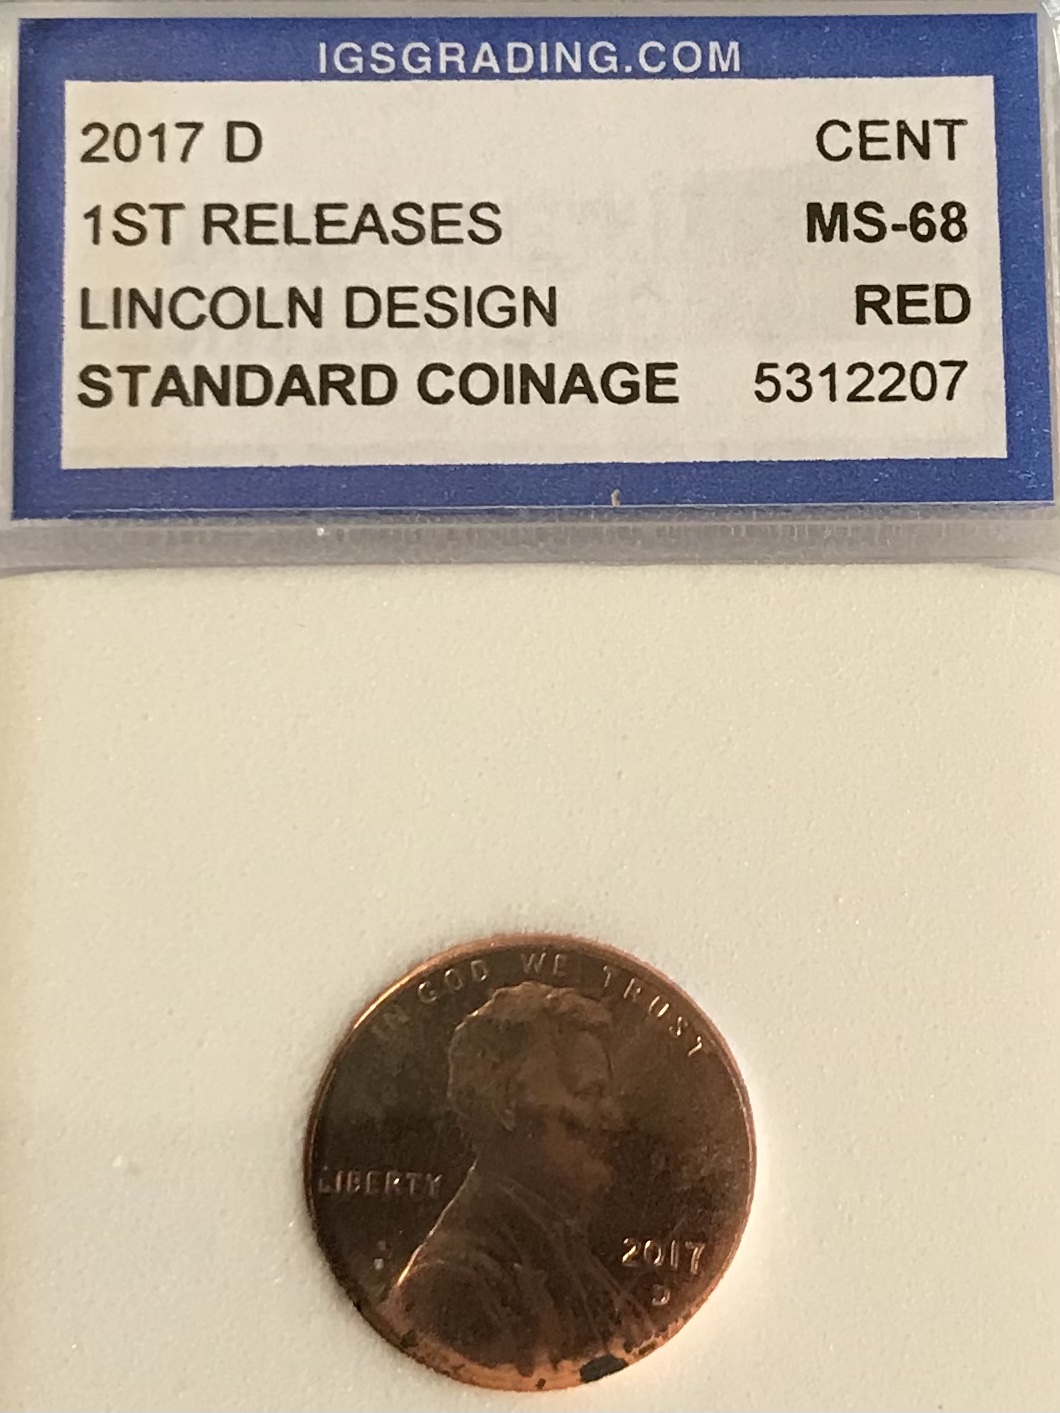 IGSGRADING.COM
2017 D CENT
1ST RELEASES MS-68
LINCOLN DESIGN RED
STANDARD COINAGE 5312207
IN GOD WE TRUST
LIBERTY
2017
D